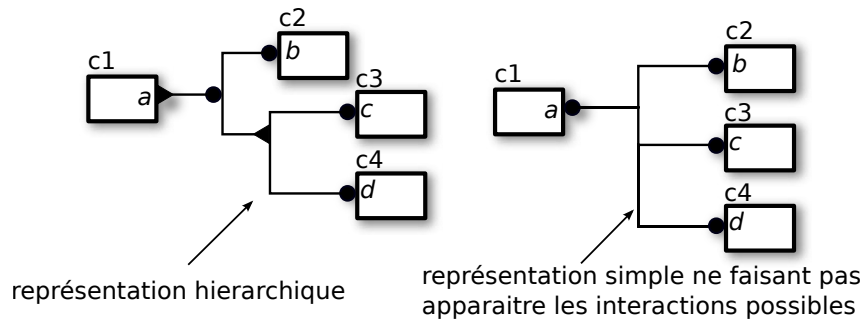 c1
a
c2
b
c3
c
c4
d
représentation hierarchique
c1
a
c2
b
c3
c
c4
d
représentation simple ne faisant pas
apparaitre les interactions possibles